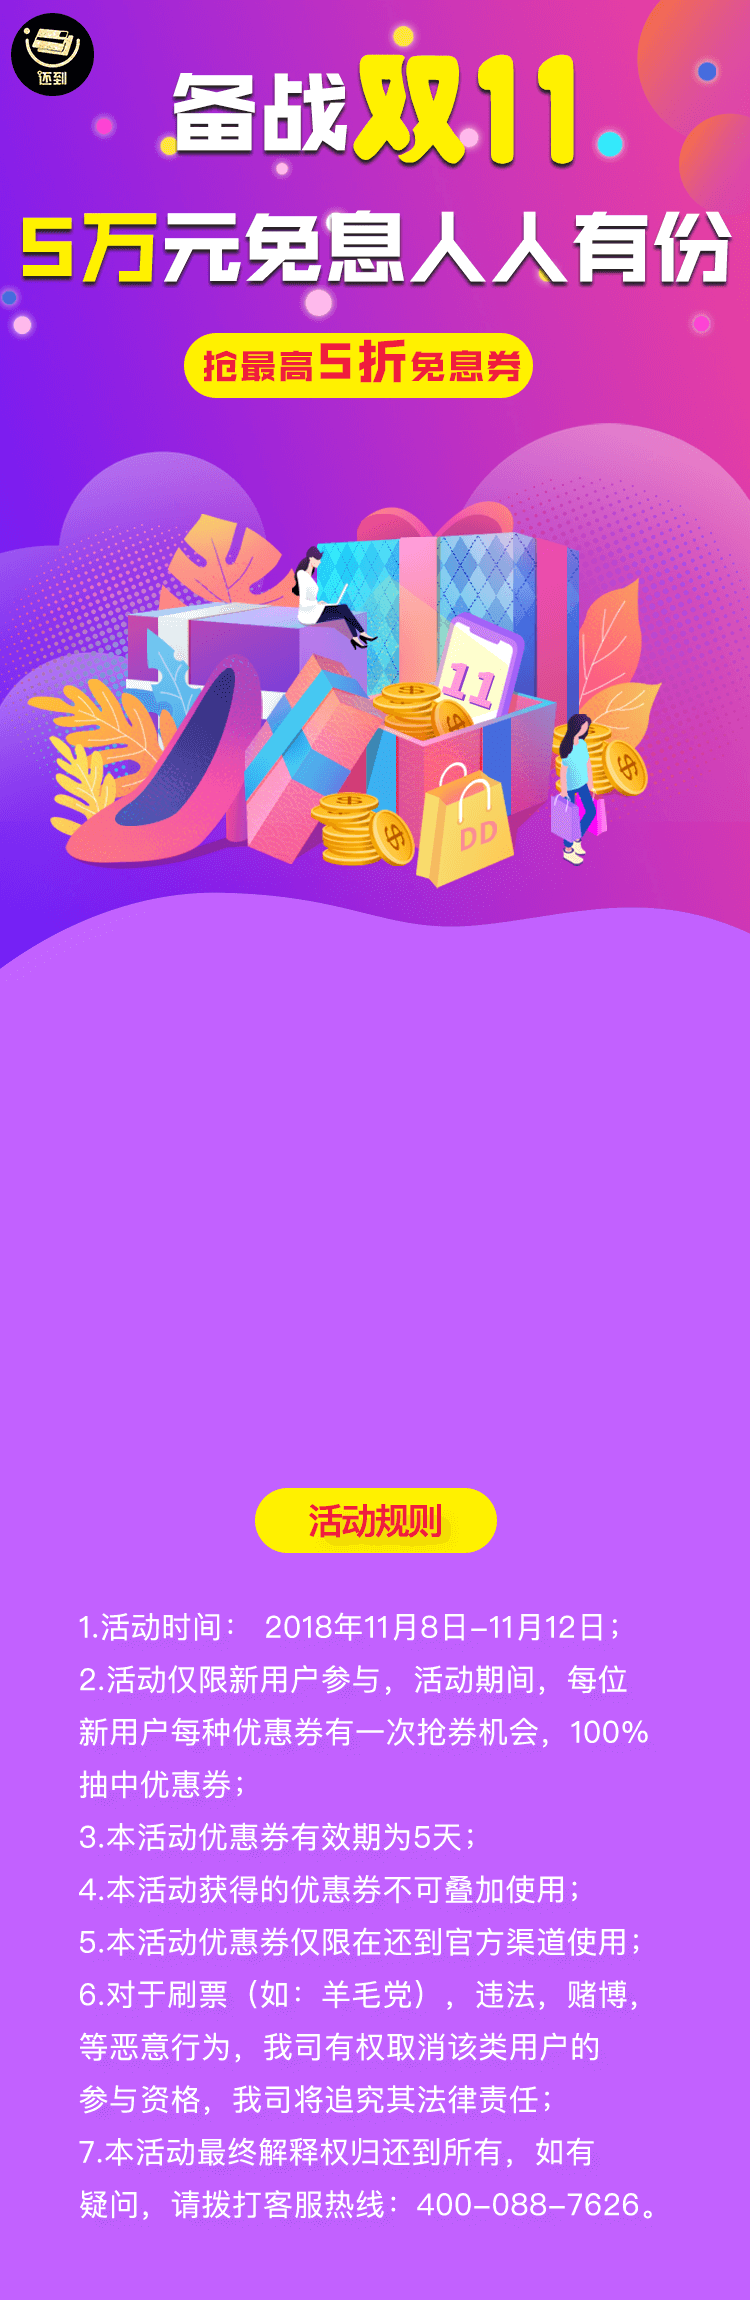 还到
备战双11
5万元免息人人有份
抢最高5折免息券
11
DD
活动规则
1.活动时间： 2018年11月8日-11月12日；
2.活动仅限新用户参与，活动期间，每位
新用户每种优惠券有一次抢券机会，100%
抽中优惠券；
3.本活动优惠券有效期为5天；
4.本活动获得的优惠券不可叠加使用；
5.本活动优惠券仅限在还到官方渠道使用；
6.对于刷票（如：羊毛党），违法，赌博，
等恶意行为，我司有权取消该类用户的
参与资格，我司将追究其法律责任；
7.本活动最终解释权归还到所有，如有
疑问，请拨打客服热线：400-088-7626。